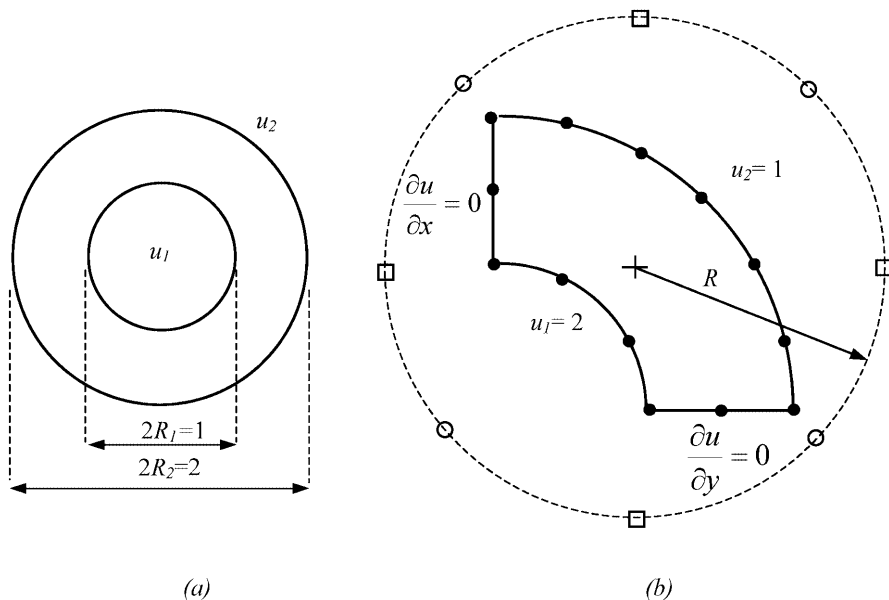 u2
u1
2R1=1
2R2=2
(a)
∂u/∂x = 0
u2= 1
R
u1= 2
∂u/∂y = 0
(b)